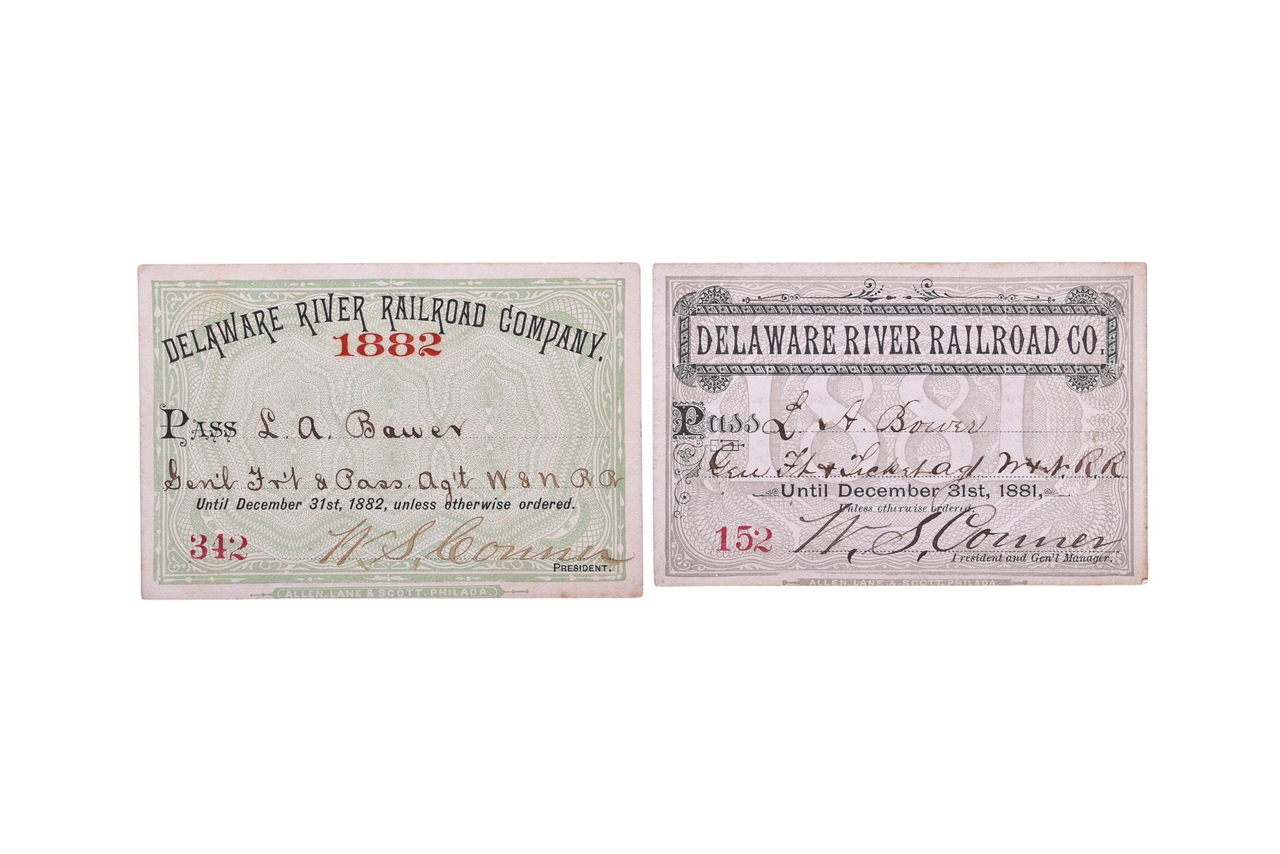 DELAWARE RIVER RAILROAD COMPANY.
1882
PASS L. A. Bower
Gen'l Fr't & Pass. Ag't W & N R R
Until December 31st, 1882, unless otherwise ordered.
342
W. S. Conner
PRESIDENT.
ALLEN, LANE & SCOTT, PHILADA.
DELAWARE RIVER RAILROAD CO.
1881
Pass L. A. Bower
Gen Ft & Ticket agt W & N. R. R
Until December 31st, 1881,
Unless otherwise ordered.
152
W. S. Conner
President and Gen'l Manager.
ALLEN, LANE & SCOTT, PHILADA.